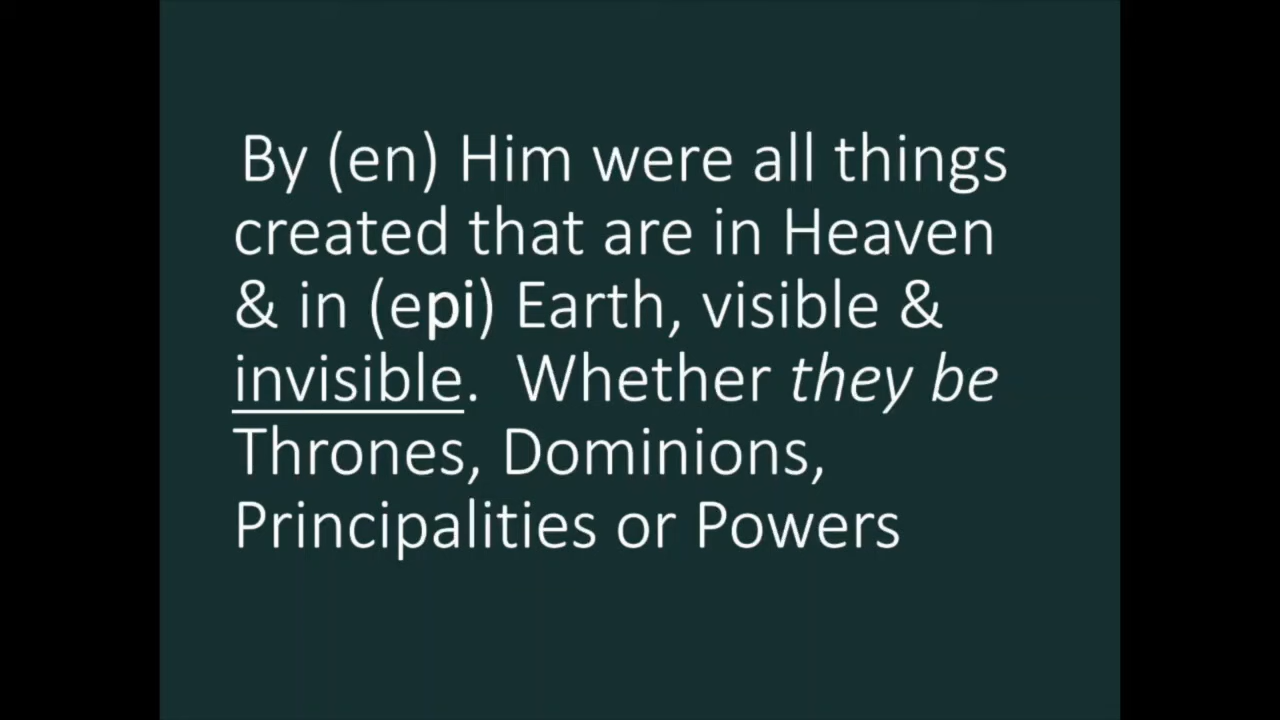 By (en) Him were all things
created that are in Heaven
& in (epi) Earth, visible &
invisible.  Whether they be
Thrones, Dominions,
Principalities or Powers